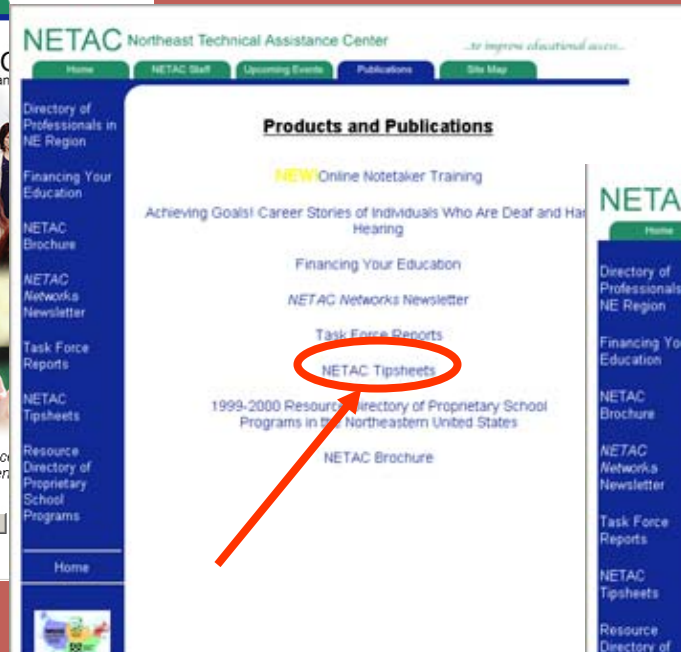 NETAC Northeast Technical Assistance Center
...to improve educational access...
Home
NETAC Staff
Upcoming Events
Publications
Site Map
Directory of
Professionals in
NE Region
Financing Your
Education
NETAC
Brochure
NETAC
Networks
Newsletter
Task Force
Reports
NETAC
Tipsheets
Resource
Directory of
Proprietary
School
Programs
Home
Products and Publications
NEW! Online Notetaker Training
Achieving Goals! Career Stories of Individuals Who Are Deaf and Har
Hearing
Financing Your Education
NETAC Networks Newsletter
Task Force Reports
NETAC Tipsheets
1999-2000 Resource Directory of Proprietary School
Programs in the Northeastern United States
NETAC Brochure
NETA
Home
Directory of
Professionals
NE Region
Financing You
Education
NETAC
Brochure
NETAC
Networks
Newsletter
Task Force
Reports
NETAC
Tipsheets
Resource
Directory of